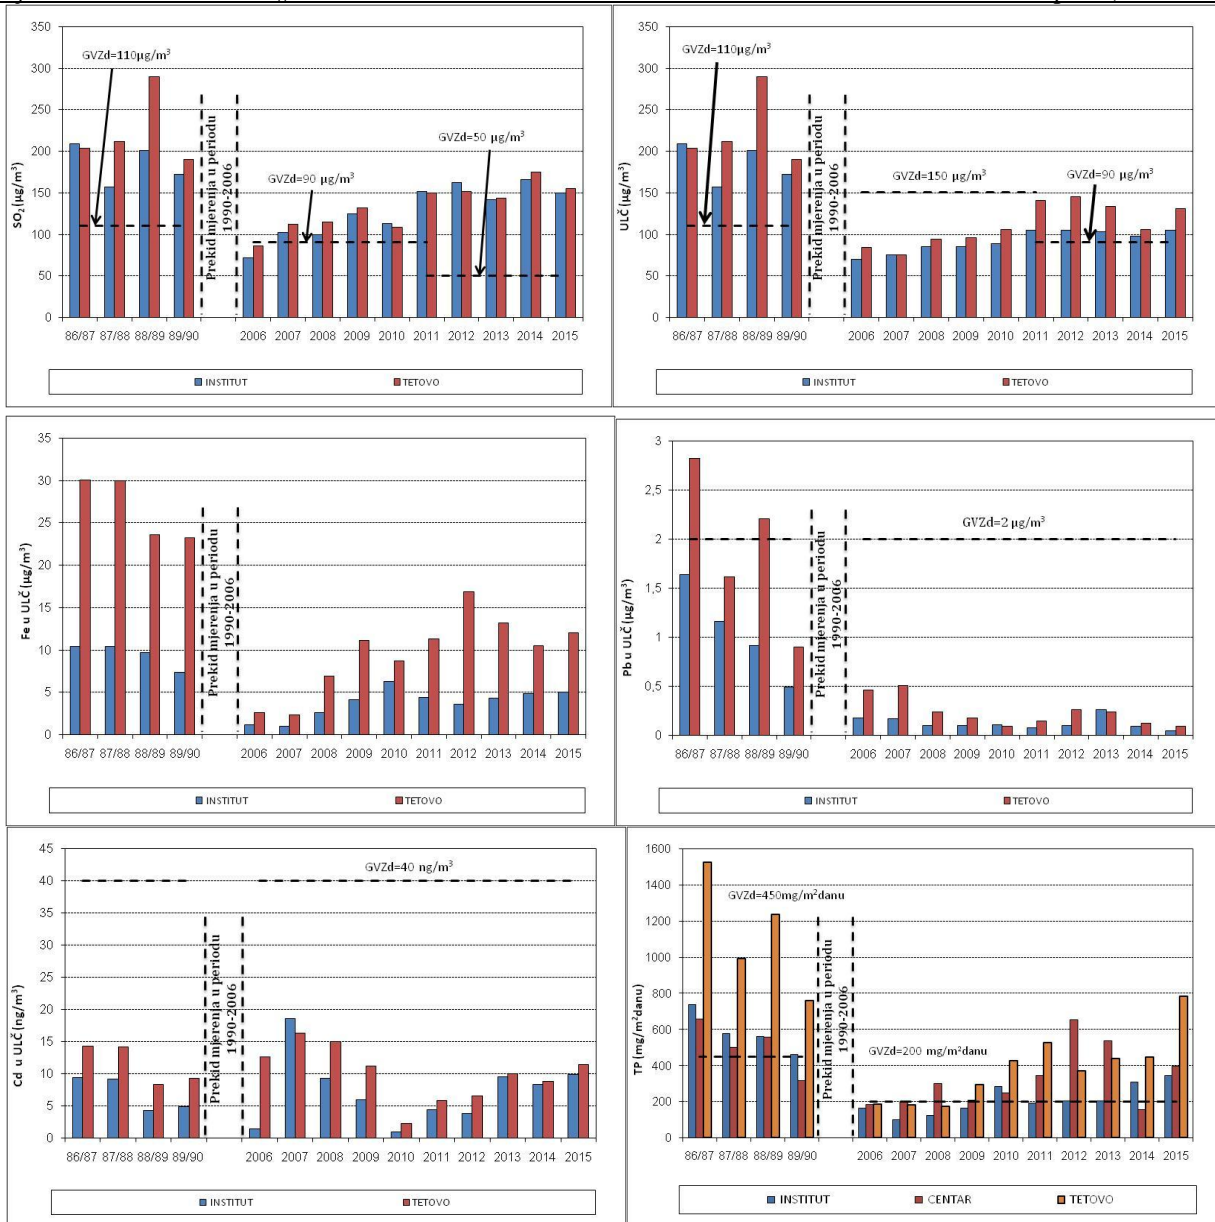 GVZd=110µg/m³
GVZd=50 µg/m³
GVZd=90 µg/m³
Prekid mjerenja u periodu
1990-2006
SO₂ (µg/m³)
350
300
250
200
150
100
50
0
86/87 87/88 88/89 89/90 2006 2007 2008 2009 2010 2011 2012 2013 2014 2015
INSTITUT TETOVO
GVZd=110µg/m³
GVZd=150 µg/m³
GVZd=90 µg/m³
Prekid mjerenja u periodu
1990-2006
ULČ (µg/m³)
350
300
250
200
150
100
50
0
86/87 87/88 88/89 89/90 2006 2007 2008 2009 2010 2011 2012 2013 2014 2015
INSTITUT TETOVO
Fe u ULČ (µg/m³)
35
30
25
20
15
10
5
0
Prekid mjerenja u periodu
1990-2006
86/87 87/88 88/89 89/90 2006 2007 2008 2009 2010 2011 2012 2013 2014 2015
INSTITUT TETOVO
Pb u ULČ (µg/m³)
3
2,5
2
1,5
1
0,5
0
GVZd=2 µg/m³
Prekid mjerenja u periodu
1990-2006
86/87 87/88 88/89 89/90 2006 2007 2008 2009 2010 2011 2012 2013 2014 2015
INSTITUT TETOVO
Cd u ULČ (ng/m³)
45
40
35
30
25
20
15
10
5
0
GVZd=40 ng/m³
Prekid mjerenja u periodu
1990-2006
86/87 87/88 88/89 89/90 2006 2007 2008 2009 2010 2011 2012 2013 2014 2015
INSTITUT TETOVO
TP (mg/m²danu)
1600
1400
1200
1000
800
600
400
200
0
GVZd=450mg/m²danu
GVZd=200 mg/m²danu
Prekid mjerenja u periodu
1990-2006
86/87 87/88 88/89 89/90 2006 2007 2008 2009 2010 2011 2012 2013 2014 2015
INSTITUT CENTAR TETOVO